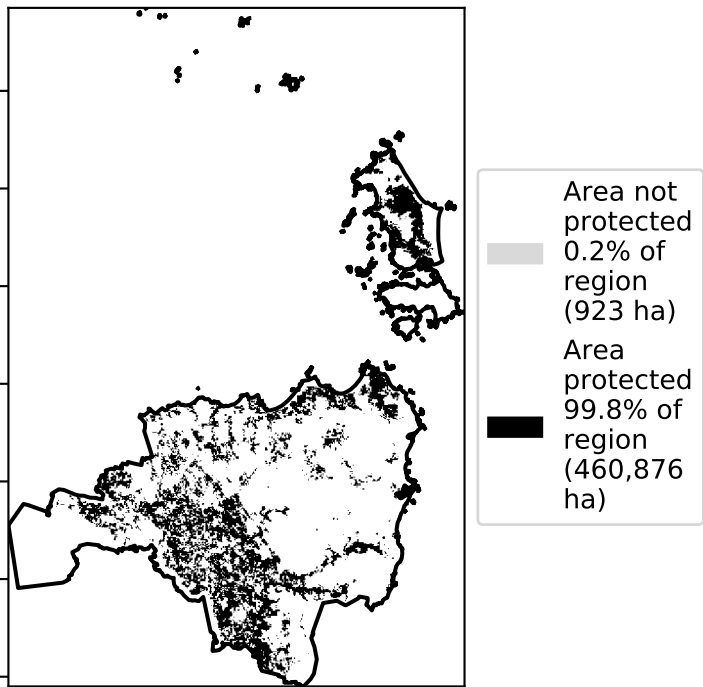 Area not
protected
0.2% of
region
(923 ha)
Area
protected
99.8% of
region
(460,876
ha)